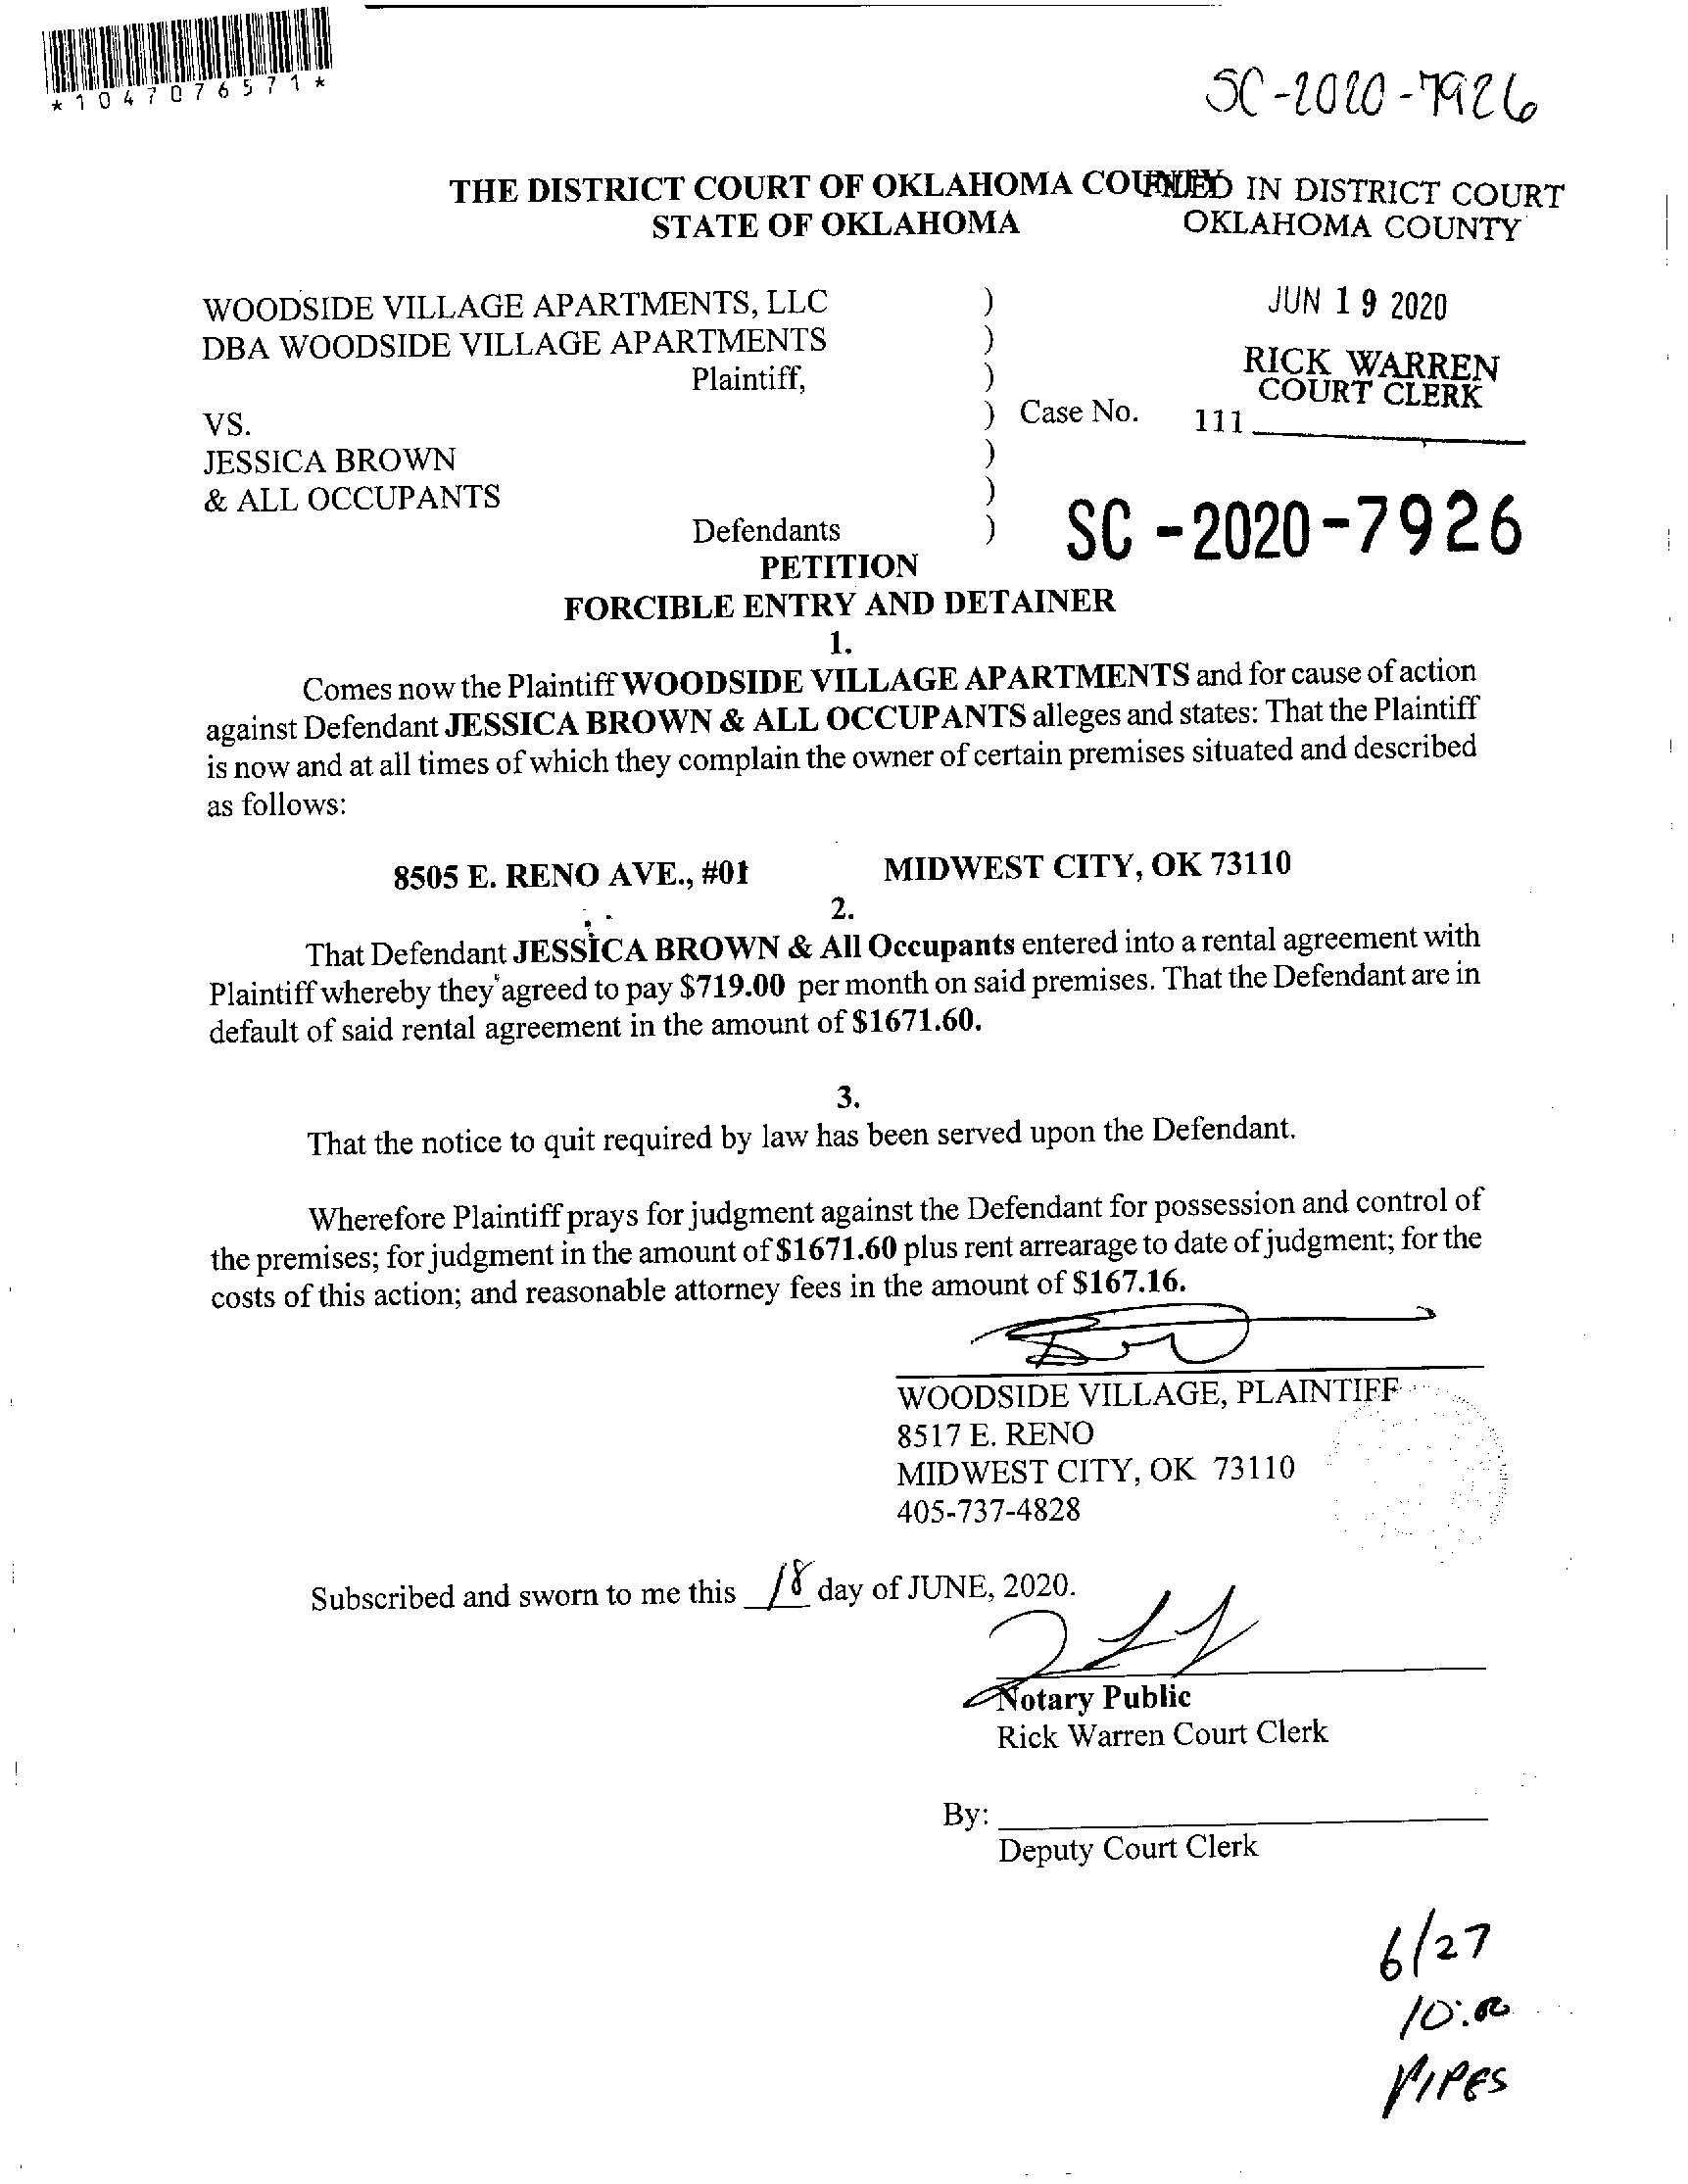 *1047076571*
SC-2020-7926
THE DISTRICT COURT OF OKLAHOMA COUNTY
STATE OF OKLAHOMA
FILED IN DISTRICT COURT
OKLAHOMA COUNTY
JUN 19 2020
RICK WARREN
COURT CLERK
111
WOODSIDE VILLAGE APARTMENTS, LLC )
DBA WOODSIDE VILLAGE APARTMENTS )
Plaintiff, )
VS. ) Case No.
JESSICA BROWN )
& ALL OCCUPANTS )
Defendants )
SC-2020-7926
PETITION
FORCIBLE ENTRY AND DETAINER
1.
Comes now the Plaintiff WOODSIDE VILLAGE APARTMENTS and for cause of action
against Defendant JESSICA BROWN & ALL OCCUPANTS alleges and states: That the Plaintiff
is now and at all times of which they complain the owner of certain premises situated and described
as follows:
8505 E. RENO AVE., #01 MIDWEST CITY, OK 73110
2.
That Defendant JESSICA BROWN & All Occupants entered into a rental agreement with
Plaintiff whereby they agreed to pay $719.00 per month on said premises. That the Defendant are in
default of said rental agreement in the amount of $1671.60.
3.
That the notice to quit required by law has been served upon the Defendant.
Wherefore Plaintiff prays for judgment against the Defendant for possession and control of
the premises; for judgment in the amount of $1671.60 plus rent arrearage to date of judgment; for the
costs of this action; and reasonable attorney fees in the amount of $167.16.
WOODSIDE VILLAGE, PLAINTIFF
8517 E. RENO
MIDWEST CITY, OK 73110
405-737-4828
Subscribed and sworn to me this 18 day of JUNE, 2020.
Notary Public
Rick Warren Court Clerk
By:
Deputy Court Clerk
6/27
10:00
PIPES